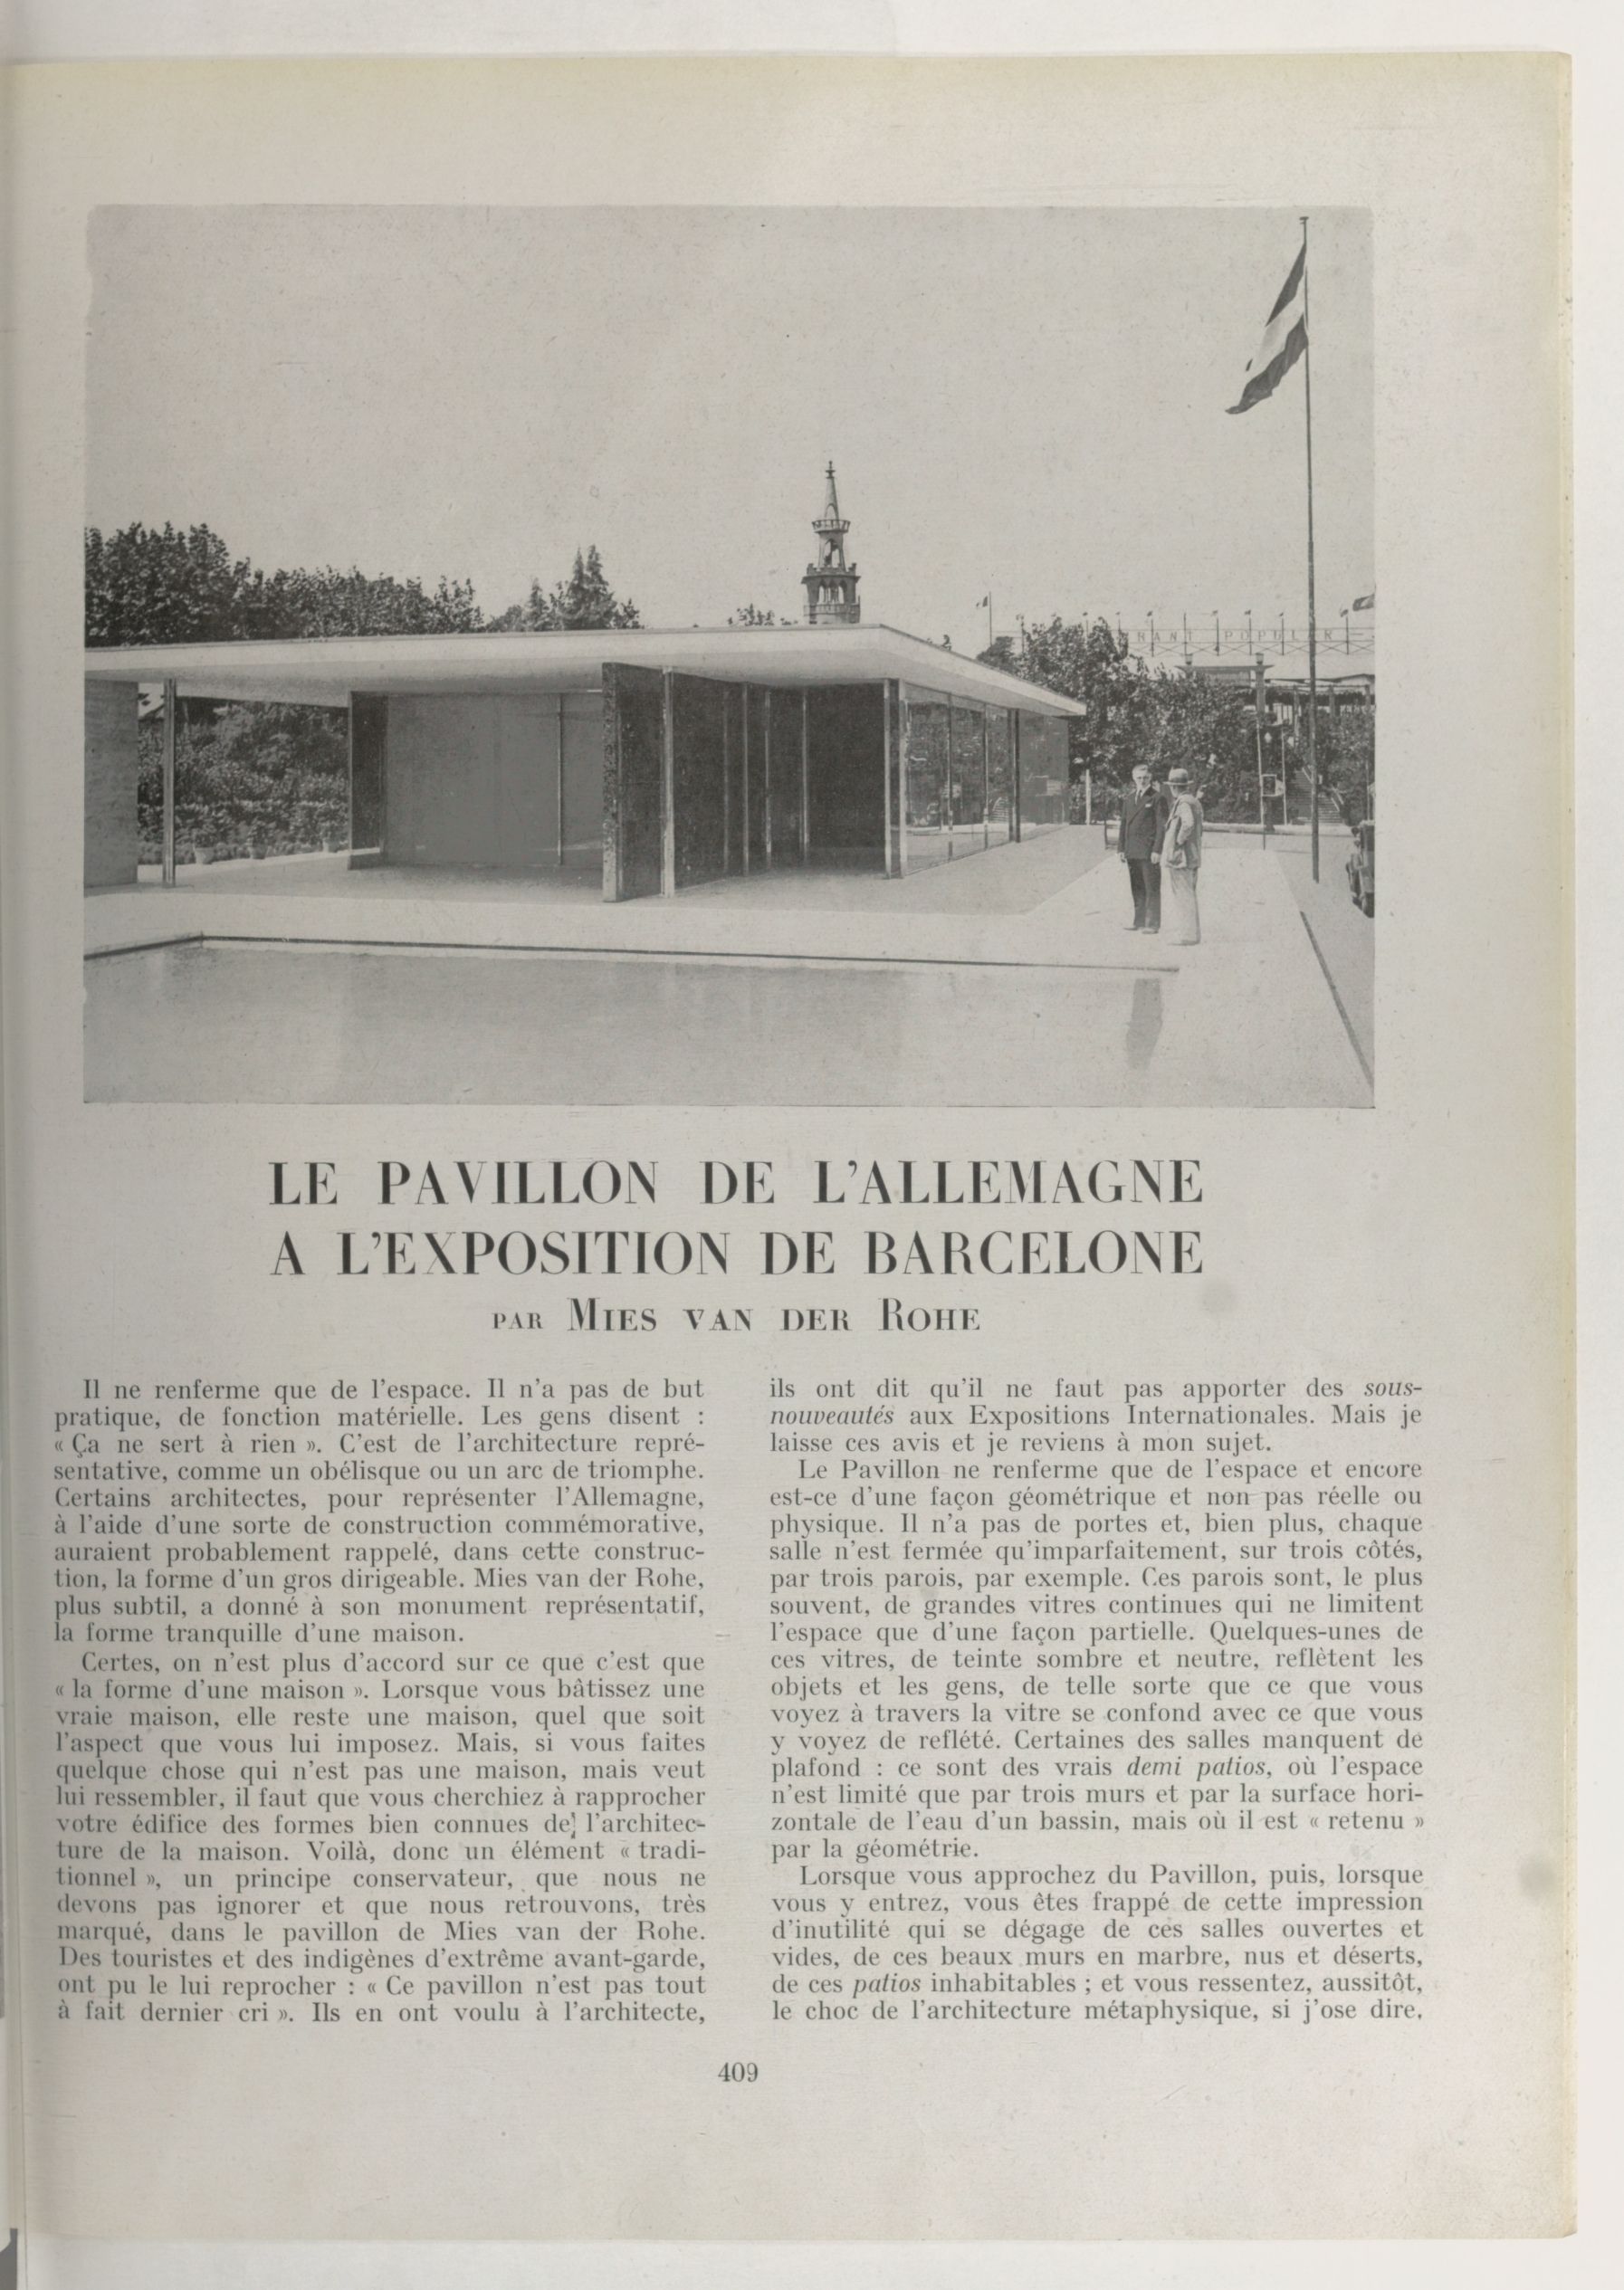 LE PAVILLON DE L'ALLEMAGNE
A L'EXPOSITION DE BARCELONE
PAR MIES VAN DER ROHE
Il ne renferme que de l'espace. Il n'a pas de but
pratique, de fonction matérielle. Les gens disent :
« Ça ne sert à rien ». C'est de l'architecture repré-
sentative, comme un obélisque ou un arc de triomphe.
Certains architectes, pour représenter l'Allemagne,
à l'aide d'une sorte de construction commémorative,
auraient probablement rappelé, dans cette construc-
tion, la forme d'un gros dirigeable. Mies van der Rohe,
plus subtil, a donné à son monument représentatif,
la forme tranquille d'une maison.
Certes, on n'est plus d'accord sur ce que c'est que
« la forme d'une maison ». Lorsque vous bâtissez une
vraie maison, elle reste une maison, quel que soit
l'aspect que vous lui imposez. Mais, si vous faites
quelque chose qui n'est pas une maison, mais veut
lui ressembler, il faut que vous cherchiez à rapprocher
votre édifice des formes bien connues de l'architec-
ture de la maison. Voilà, donc un élément « tradi-
tionnel », un principe conservateur, que nous ne
devons pas ignorer et que nous retrouvons, très
marqué, dans le pavillon de Mies van der Rohe.
Des touristes et des indigènes d'extrême avant-garde,
ont pu le lui reprocher : « Ce pavillon n'est pas tout
à fait dernier cri ». Ils en ont voulu à l'architecte,
ils ont dit qu'il ne faut pas apporter des sous-
nouveautés aux Expositions Internationales. Mais je
laisse ces avis et je reviens à mon sujet.
Le Pavillon ne renferme que de l'espace et encore
est-ce d'une façon géométrique et non pas réelle ou
physique. Il n'a pas de portes et, bien plus, chaque
salle n'est fermée qu'imparfaitement, sur trois côtés,
par trois parois, par exemple. Ces parois sont, le plus
souvent, de grandes vitres continues qui ne limitent
l'espace que d'une façon partielle. Quelques-unes de
ces vitres, de teinte sombre et neutre, reflètent les
objets et les gens, de telle sorte que ce que vous
voyez à travers la vitre se confond avec ce que vous
y voyez de reflété. Certaines des salles manquent de
plafond : ce sont des vrais demi patios, où l'espace
n'est limité que par trois murs et par la surface hori-
zontale de l'eau d'un bassin, mais où il est « retenu »
par la géométrie.
Lorsque vous approchez du Pavillon, puis, lorsque
vous y entrez, vous êtes frappé de cette impression
d'inutilité qui se dégage de ces salles ouvertes et
vides, de ces beaux murs en marbre, nus et déserts,
de ces patios inhabitables ; et vous ressentez, aussitôt,
le choc de l'architecture métaphysique, si j'ose dire,
409